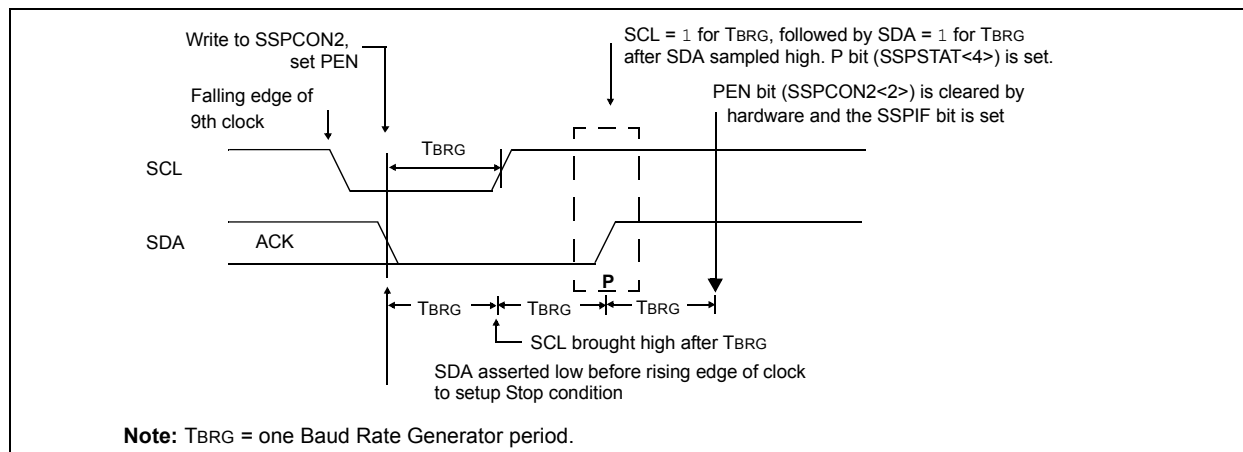 Write to SSPCON2,
set PEN
SCL = 1 for TBRG, followed by SDA = 1 for TBRG
after SDA sampled high. P bit (SSPSTAT<4>) is set.
Falling edge of
9th clock
PEN bit (SSPCON2<2>) is cleared by
hardware and the SSPIF bit is set
TBRG
SCL
SDA
ACK
P
TBRG
TBRG
TBRG
SCL brought high after TBRG
SDA asserted low before rising edge of clock
to setup Stop condition
Note: TBRG = one Baud Rate Generator period.